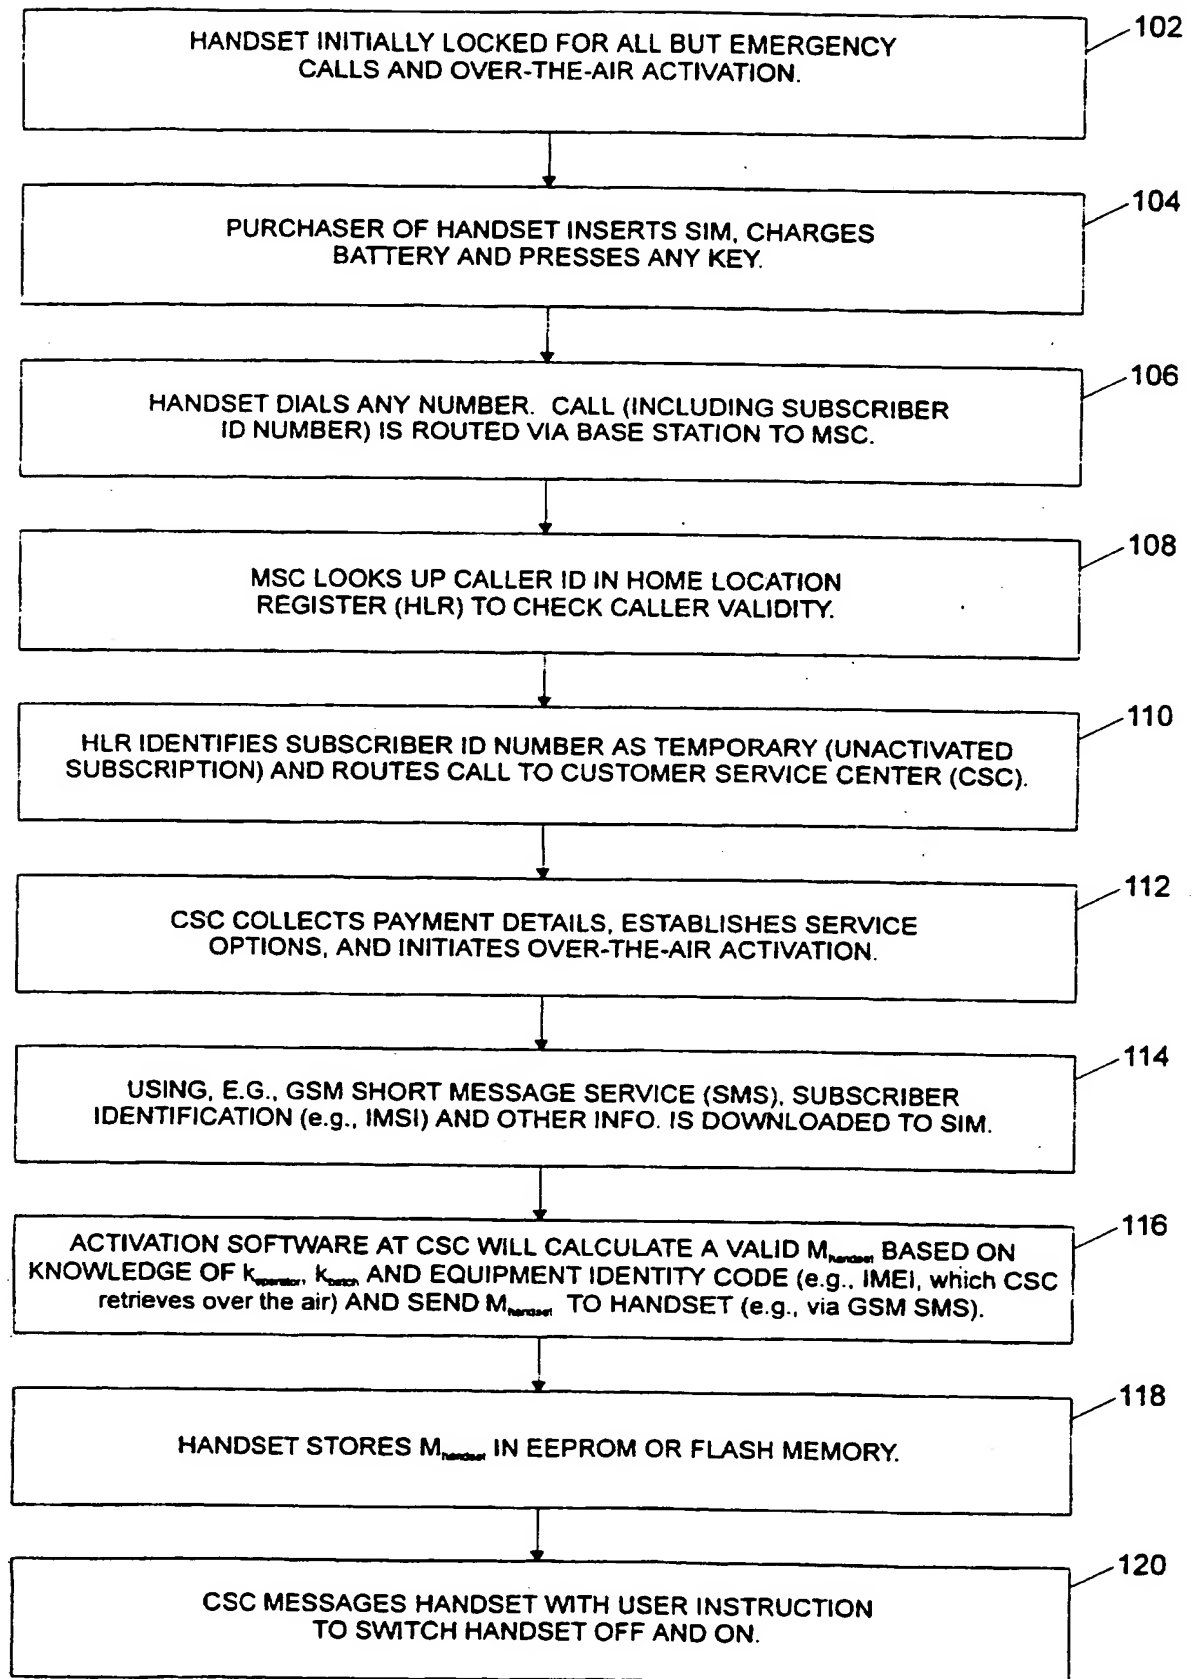 HANDSET INITIALLY LOCKED FOR ALL BUT EMERGENCY
CALLS AND OVER-THE-AIR ACTIVATION.
102
PURCHASER OF HANDSET INSERTS SIM, CHARGES
BATTERY AND PRESSES ANY KEY.
104
HANDSET DIALS ANY NUMBER. CALL (INCLUDING SUBSCRIBER
ID NUMBER) IS ROUTED VIA BASE STATION TO MSC.
106
MSC LOOKS UP CALLER ID IN HOME LOCATION
REGISTER (HLR) TO CHECK CALLER VALIDITY.
108
HLR IDENTIFIES SUBSCRIBER ID NUMBER AS TEMPORARY (UNACTIVATED
SUBSCRIPTION) AND ROUTES CALL TO CUSTOMER SERVICE CENTER (CSC).
110
CSC COLLECTS PAYMENT DETAILS, ESTABLISHES SERVICE
OPTIONS, AND INITIATES OVER-THE-AIR ACTIVATION.
112
USING, E.G., GSM SHORT MESSAGE SERVICE (SMS), SUBSCRIBER
IDENTIFICATION (e.g., IMSI) AND OTHER INFO. IS DOWNLOADED TO SIM.
114
ACTIVATION SOFTWARE AT CSC WILL CALCULATE A VALID Mhandset BASED ON
KNOWLEDGE OF Koperator, Kbatch AND EQUIPMENT IDENTITY CODE (e.g., IMEI, which CSC
retrieves over the air) AND SEND Mhandset TO HANDSET (e.g., via GSM SMS).
116
HANDSET STORES Mhandset IN EEPROM OR FLASH MEMORY.
118
CSC MESSAGES HANDSET WITH USER INSTRUCTION
TO SWITCH HANDSET OFF AND ON.
120